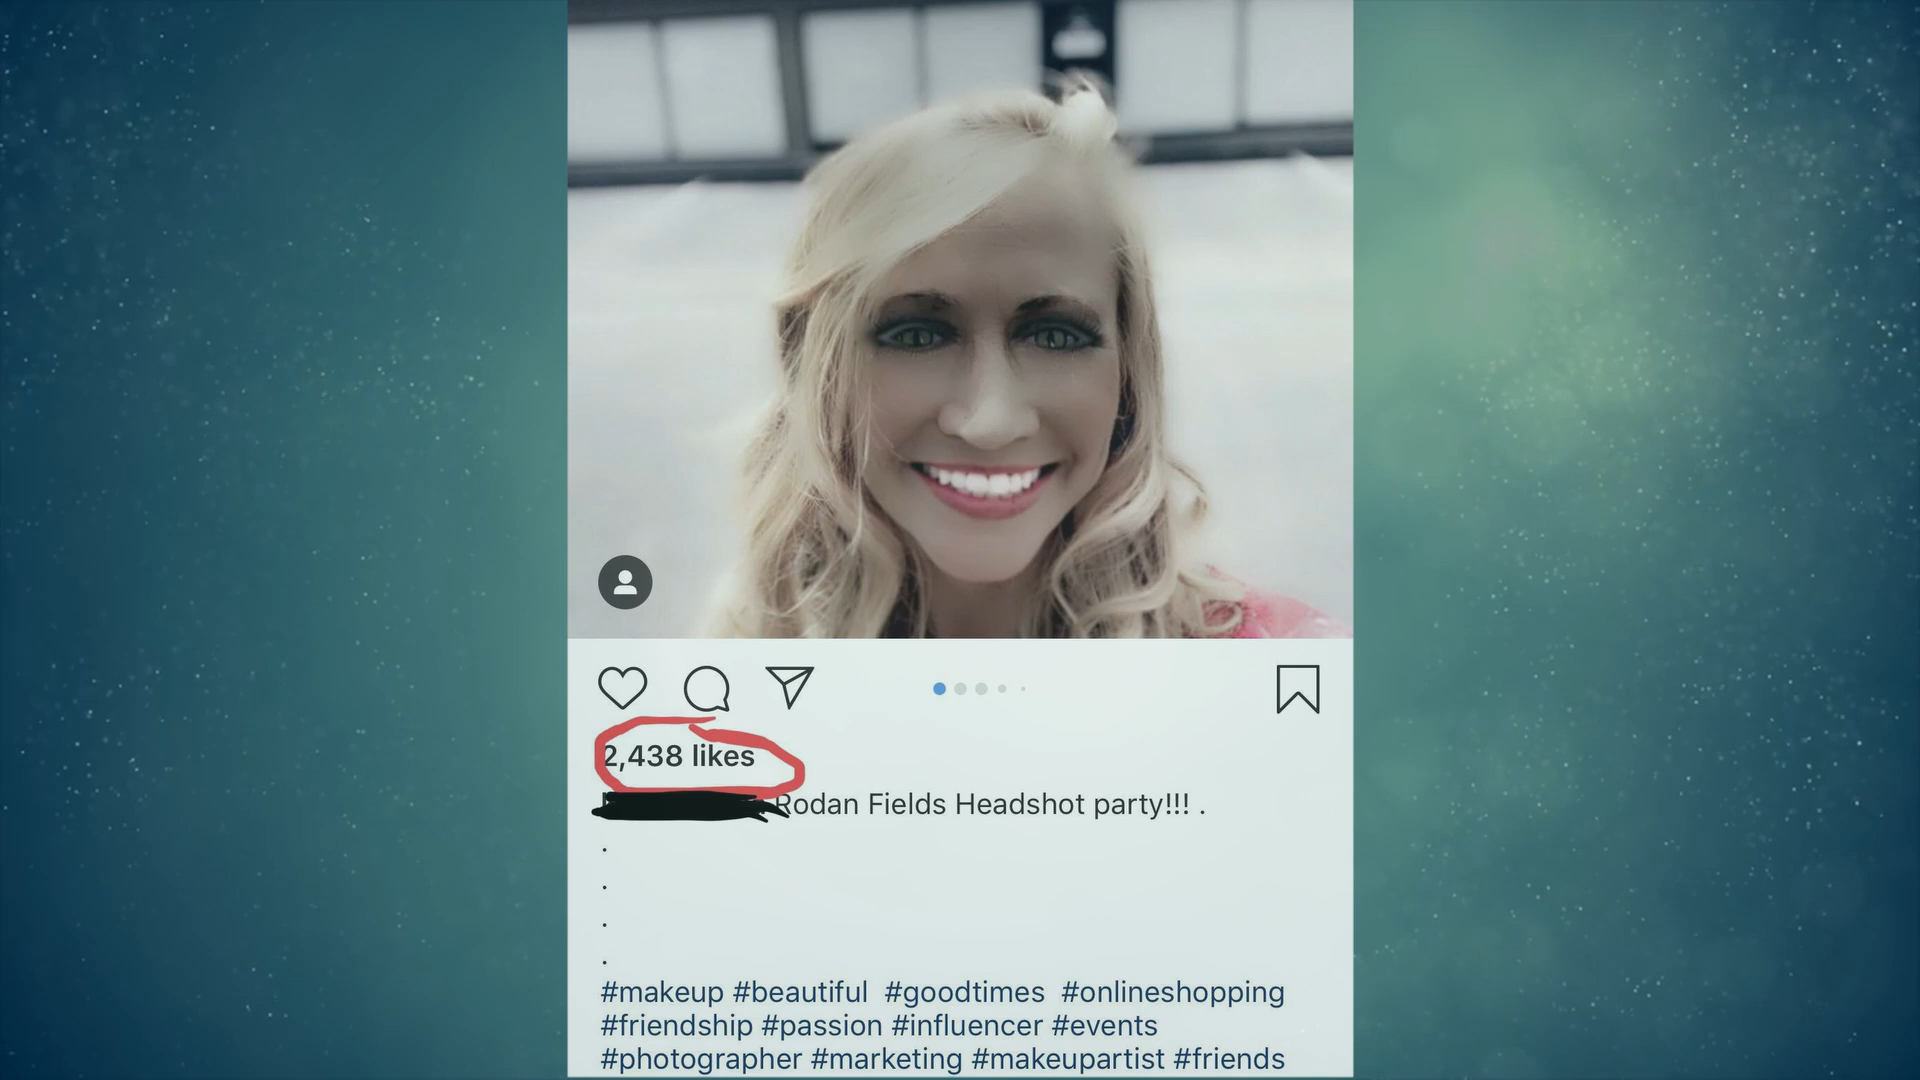 2,438 likes
Rodan Fields Headshot party!!! .
.
.
.
.
#makeup #beautiful #goodtimes #onlineshopping
#friendship #passion #influencer #events
#photographer #marketing #makeupartist #friends